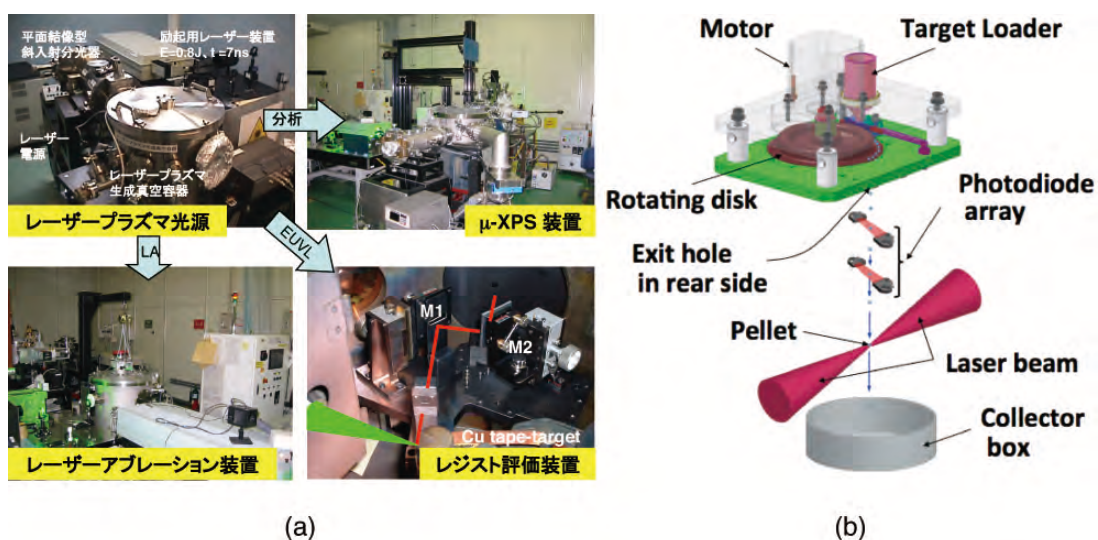 平面結像型
斜入射分光器
励起用レーザー装置
E=0.8J、t=7ns
レーザー
電源
レーザープラズマ
生成真空容器
レーザープラズマ光源
分析
μ-XPS 装置
LA
EUVL
レーザーアブレーション装置
M1
M2
Cu tape-target
レジスト評価装置
(a)
Motor
Target Loader
Rotating disk
Photodiode
array
Exit hole
in rear side
Pellet
Laser beam
Collector
box
(b)